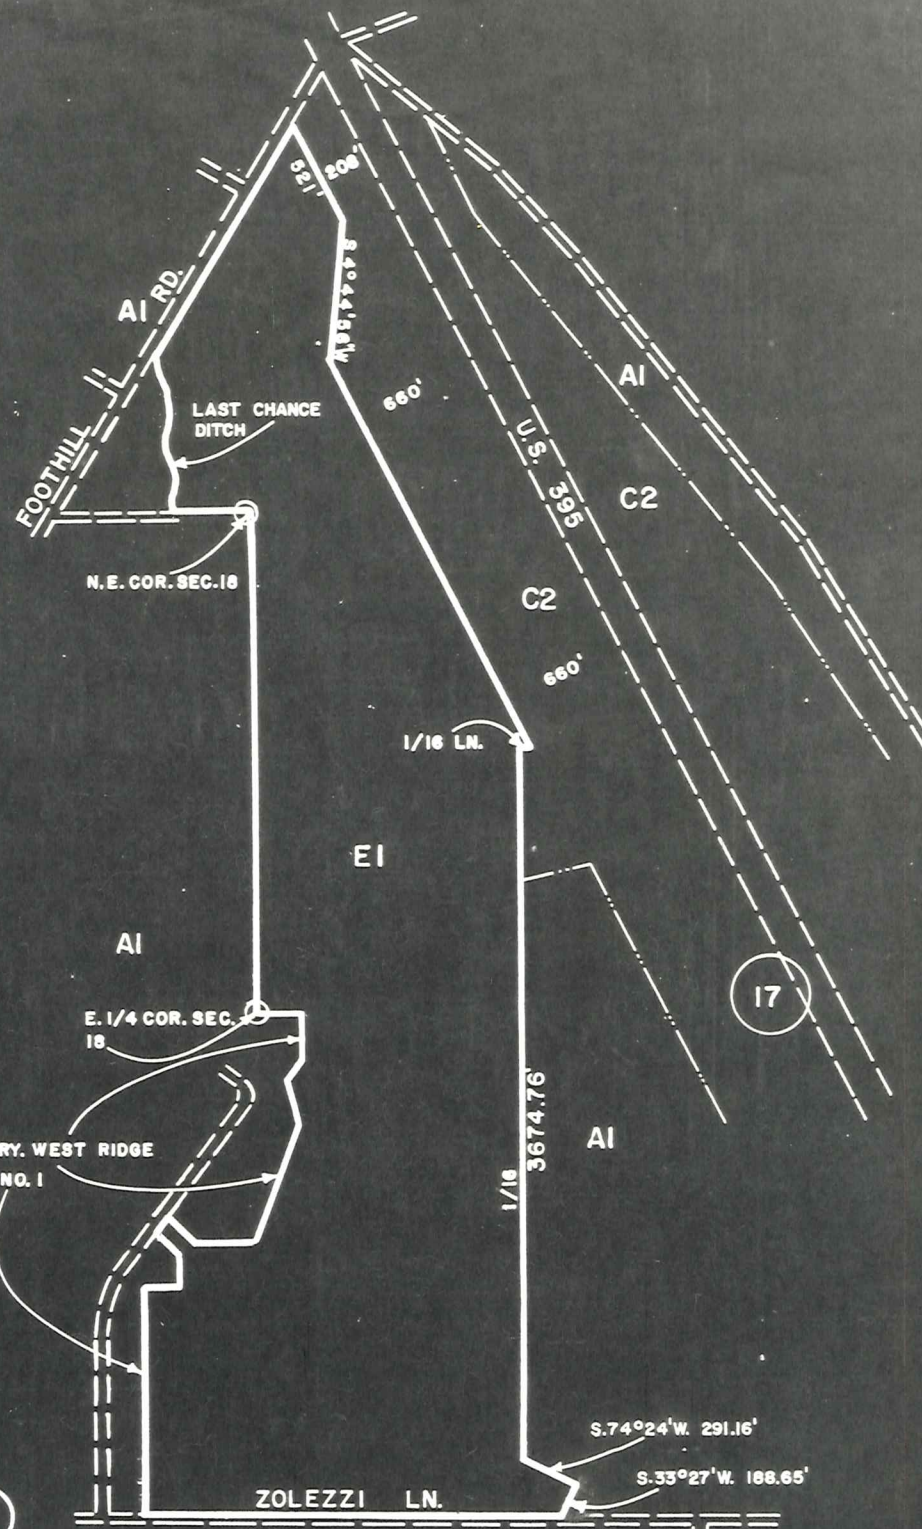 208'
521'
S 4° 44' 56" W
A1
RD.
FOOTHILL
LAST CHANCE
DITCH
660'
A1
U.S. 395
C2
N.E. COR. SEC. 18
C2
660'
1/16 LN.
E1
A1
17
E. 1/4 COR. SEC.
18
3674.76'
1/16
A1
RY. WEST RIDGE
NO. 1
S.74°24'W. 291.16'
S.33°27'W. 188.65'
ZOLEZZI LN.